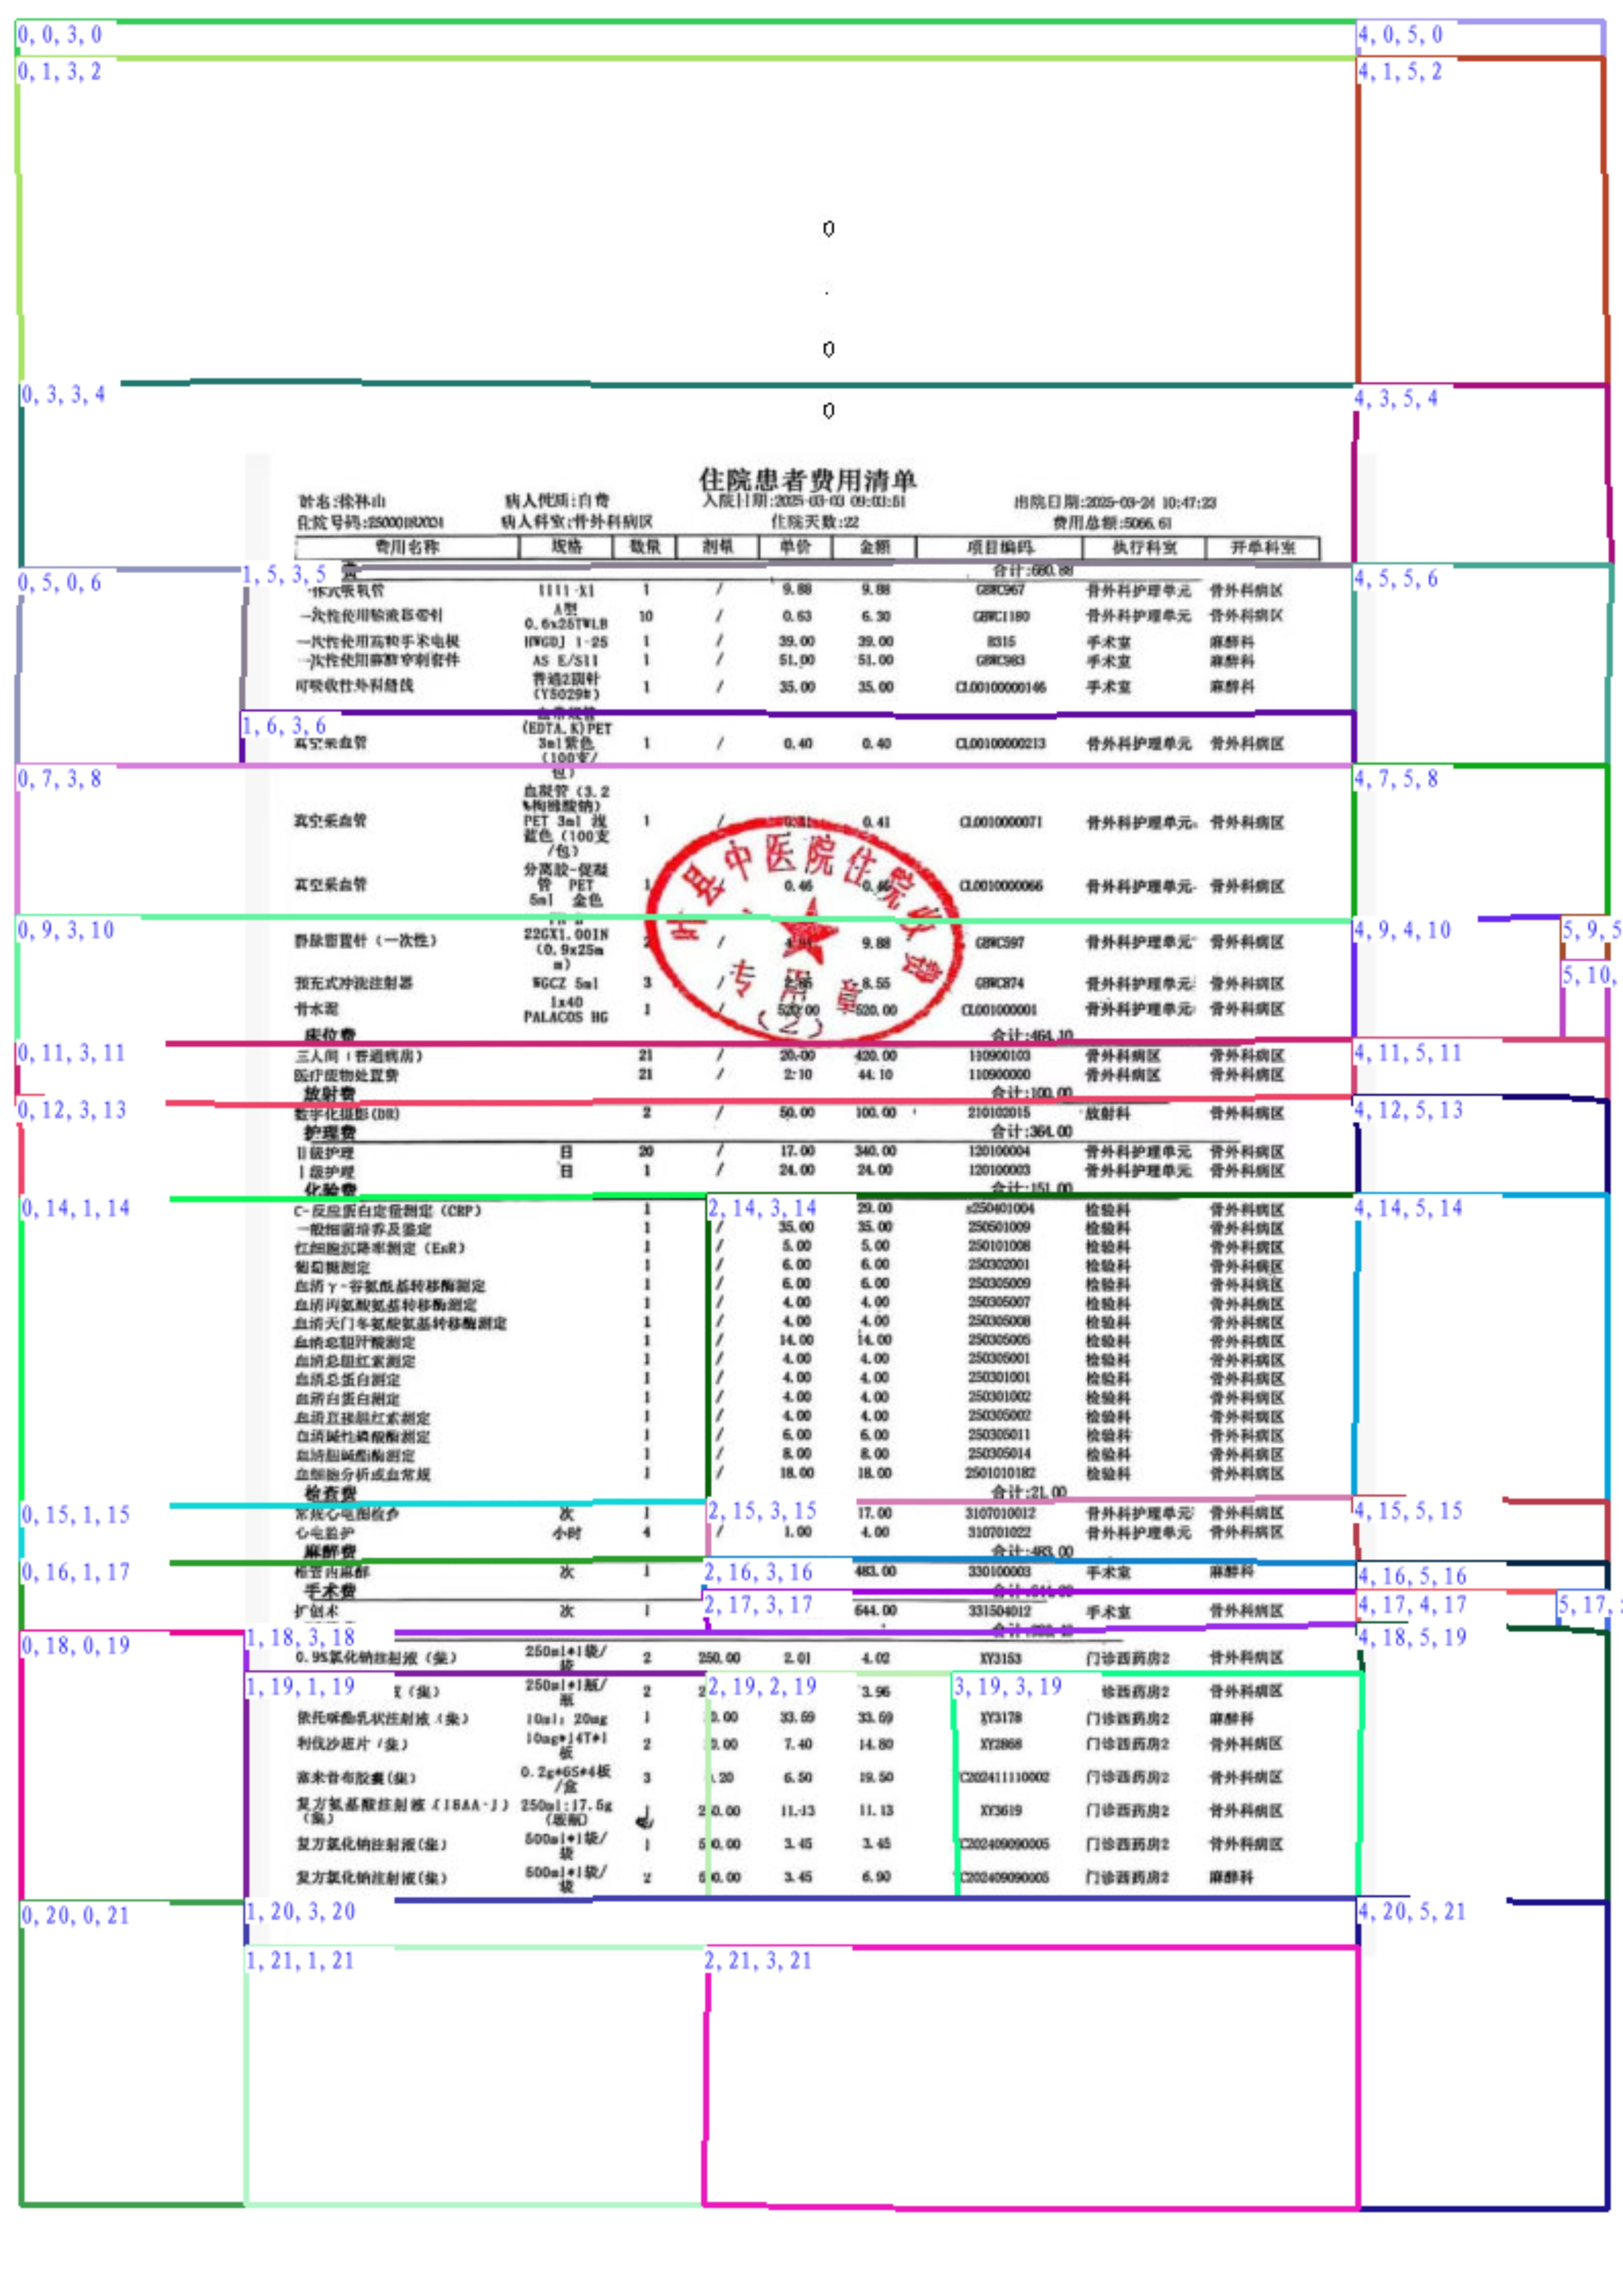 0, 0, 3, 0 4, 0, 5, 0
0, 1, 3, 2 4, 1, 5, 2
0
.
0
0, 3, 3, 4 4, 3, 5, 4
0
住院患者费用清单
姓名:徐林山 病人性质:自费 入院日期:2025-03-03 09:03:51 出院日期:2025-03-24 10:47:23
住院号码: 病人科室:骨外科病区 住院天数:22 费用总额:5066.61
费用名称 规格 数量 剂量 单价 金额 项目编码 执行科室 开单科室
0, 5, 0, 6 1, 5, 3, 5 费 合计:680.88 4, 5, 5, 6
1 / 9.88 9.88 GBWC967 骨外科护理单元 骨外科病区
一次性使用输液器带针 A型 0.6x25TWLB 10 / 0.63 6.30 GBWC1180 骨外科护理单元 骨外科病区
一次性使用高频手术电极 HWGDJ 1-25 1 / 39.00 39.00 8315 手术室 麻醉科
一次性使用麻醉穿刺套件 AS E/SII 1 / 51.00 51.00 GBWC983 手术室 麻醉科
可吸收性外科缝线 普通2圆针 (Y5029#) 1 / 35.00 35.00 CL00100000146 手术室 麻醉科
1, 6, 3, 6
真空采血管 (EDTA.K)PET 3ml紫色 (100支/包) 1 / 0.40 0.40 CL00100000213 骨外科护理单元 骨外科病区
0, 7, 3, 8 4, 7, 5, 8
真空采血管 血凝管 (3.2%枸橼酸钠) PET 3ml 浅蓝色 (100支/包) 1 / 0.41 CL0010000071 骨外科护理单元 骨外科病区
真空采血管 分离胶-促凝管 PET 5ml 金色 1 / 0.46 0.46 CL0010000066 骨外科护理单元 骨外科病区
县中医院住院收费
专用章
(2)
0, 9, 3, 10 4, 9, 4, 10 5, 9, 5
静脉留置针 (一次性) 22GX1.00IN (0.9x25mm) 2 / 9.88 GBWC597 骨外科护理单元 骨外科病区
5, 10,
预充式冲洗注射器 WGCZ 5ml 3 / 2.85 8.55 GBWC874 骨外科护理单元 骨外科病区
骨水泥 1x40 PALACOS HG 1 520.00 520.00 CL001000001 骨外科护理单元 骨外科病区
床位费 合计:464.10
0, 11, 3, 11 4, 11, 5, 11
三人间 (普通病房) 21 / 20.00 420.00 110900103 骨外科病区 骨外科病区
医疗废物处置费 21 / 2.10 44.10 110900000 骨外科病区 骨外科病区
放射费 合计:100.00
0, 12, 3, 13 4, 12, 5, 13
数字化摄影(DR) 2 / 50.00 100.00 210102015 放射科 骨外科病区
护理费 合计:364.00
II级护理 日 20 / 17.00 340.00 120100004 骨外科护理单元 骨外科病区
I级护理 日 1 / 24.00 24.00 120100003 骨外科护理单元 骨外科病区
化验费 合计:151.00
0, 14, 1, 14 2, 14, 3, 14 4, 14, 5, 14
C-反应蛋白定量测定 (CRP) 1 29.00 s250401004 检验科 骨外科病区
一般细菌培养及鉴定 1 / 35.00 35.00 250501009 检验科 骨外科病区
红细胞沉降率测定 (EsR) 1 / 5.00 5.00 250101008 检验科 骨外科病区
葡萄糖测定 1 / 6.00 6.00 250302001 检验科 骨外科病区
血清γ-谷氨酰基转移酶测定 1 / 6.00 6.00 250305009 检验科 骨外科病区
血清丙氨酸氨基转移酶测定 1 / 4.00 4.00 250305007 检验科 骨外科病区
血清天门冬氨酸氨基转移酶测定 1 / 4.00 4.00 250305008 检验科 骨外科病区
血清总胆汁酸测定 1 / 14.00 14.00 250305005 检验科 骨外科病区
血清总胆红素测定 1 / 4.00 4.00 250305001 检验科 骨外科病区
血清总蛋白测定 1 / 4.00 4.00 250301001 检验科 骨外科病区
血清白蛋白测定 1 / 4.00 4.00 250301002 检验科 骨外科病区
血清直接胆红素测定 1 / 4.00 4.00 250305002 检验科 骨外科病区
血清碱性磷酸酶测定 1 / 6.00 6.00 250305011 检验科 骨外科病区
血清胆碱酯酶测定 1 / 8.00 8.00 250305014 检验科 骨外科病区
血细胞分析或血常规 1 / 18.00 18.00 2501010182 检验科 骨外科病区
检查费 合计:21.00
0, 15, 1, 15 2, 15, 3, 15 4, 15, 5, 15
常规心电图检查 次 1 17.00 3107010012 骨外科护理单元 骨外科病区
心电监护 小时 4 / 1.00 4.00 310701022 骨外科护理单元 骨外科病区
麻醉费 合计:483.00
0, 16, 1, 17 2, 16, 3, 16 4, 16, 5, 16
椎管内麻醉 次 1 483.00 330100003 手术室 麻醉科
手术费
2, 17, 3, 17 4, 17, 4, 17 5, 17,
扩创术 次 1 644.00 331504012 手术室 骨外科病区
0, 18, 0, 19 1, 18, 3, 18 4, 18, 5, 19
0.9%氯化钠注射液 (集) 250ml*1袋/袋 2 250.00 2.01 4.02 XY3153 门诊西药房2 骨外科病区
1, 19, 1, 19 2, 19, 2, 19 3, 19, 3, 19
(集) 250ml*1瓶/瓶 2 2 3.96 诊西药房2 骨外科病区
依托咪酯乳状注射液 (集) 10ml: 20mg 1 0.00 33.59 33.59 XY3178 门诊西药房2 麻醉科
利伐沙班片 (集) 10mg*14T*1板 2 0.00 7.40 14.80 XY2868 门诊西药房2 骨外科病区
塞来昔布胶囊(集) 0.2g*6S*4板/盒 3 .20 6.50 19.50 C202411110002 门诊西药房2 骨外科病区
复方氨基酸注射液 (18AA-I) (集) 250ml:17.5g (玻瓶) 1 250.00 11.13 11.13 XY3619 门诊西药房2 骨外科病区
复方氯化钠注射液(集) 500ml*1袋/袋 1 500.00 3.45 3.45 C202409090005 门诊西药房2 骨外科病区
复方氯化钠注射液(集) 500ml*1袋/袋 2 500.00 3.45 6.90 C202409090005 门诊西药房2 麻醉科
0, 20, 0, 21 1, 20, 3, 20 4, 20, 5, 21
1, 21, 1, 21 2, 21, 3, 21